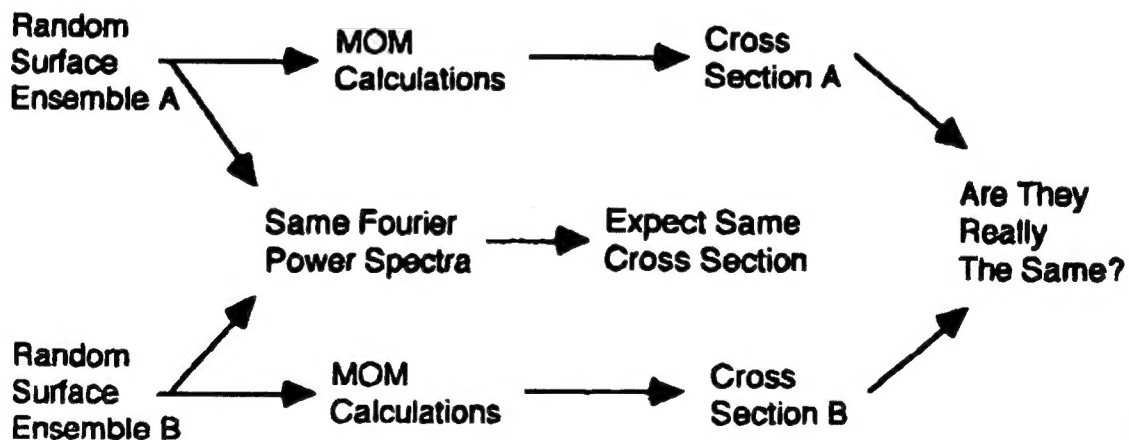 Random
Surface
Ensemble A
MOM
Calculations
Cross
Section A
Same Fourier
Power Spectra
Expect Same
Cross Section
Are They
Really
The Same?
Random
Surface
Ensemble B
MOM
Calculations
Cross
Section B